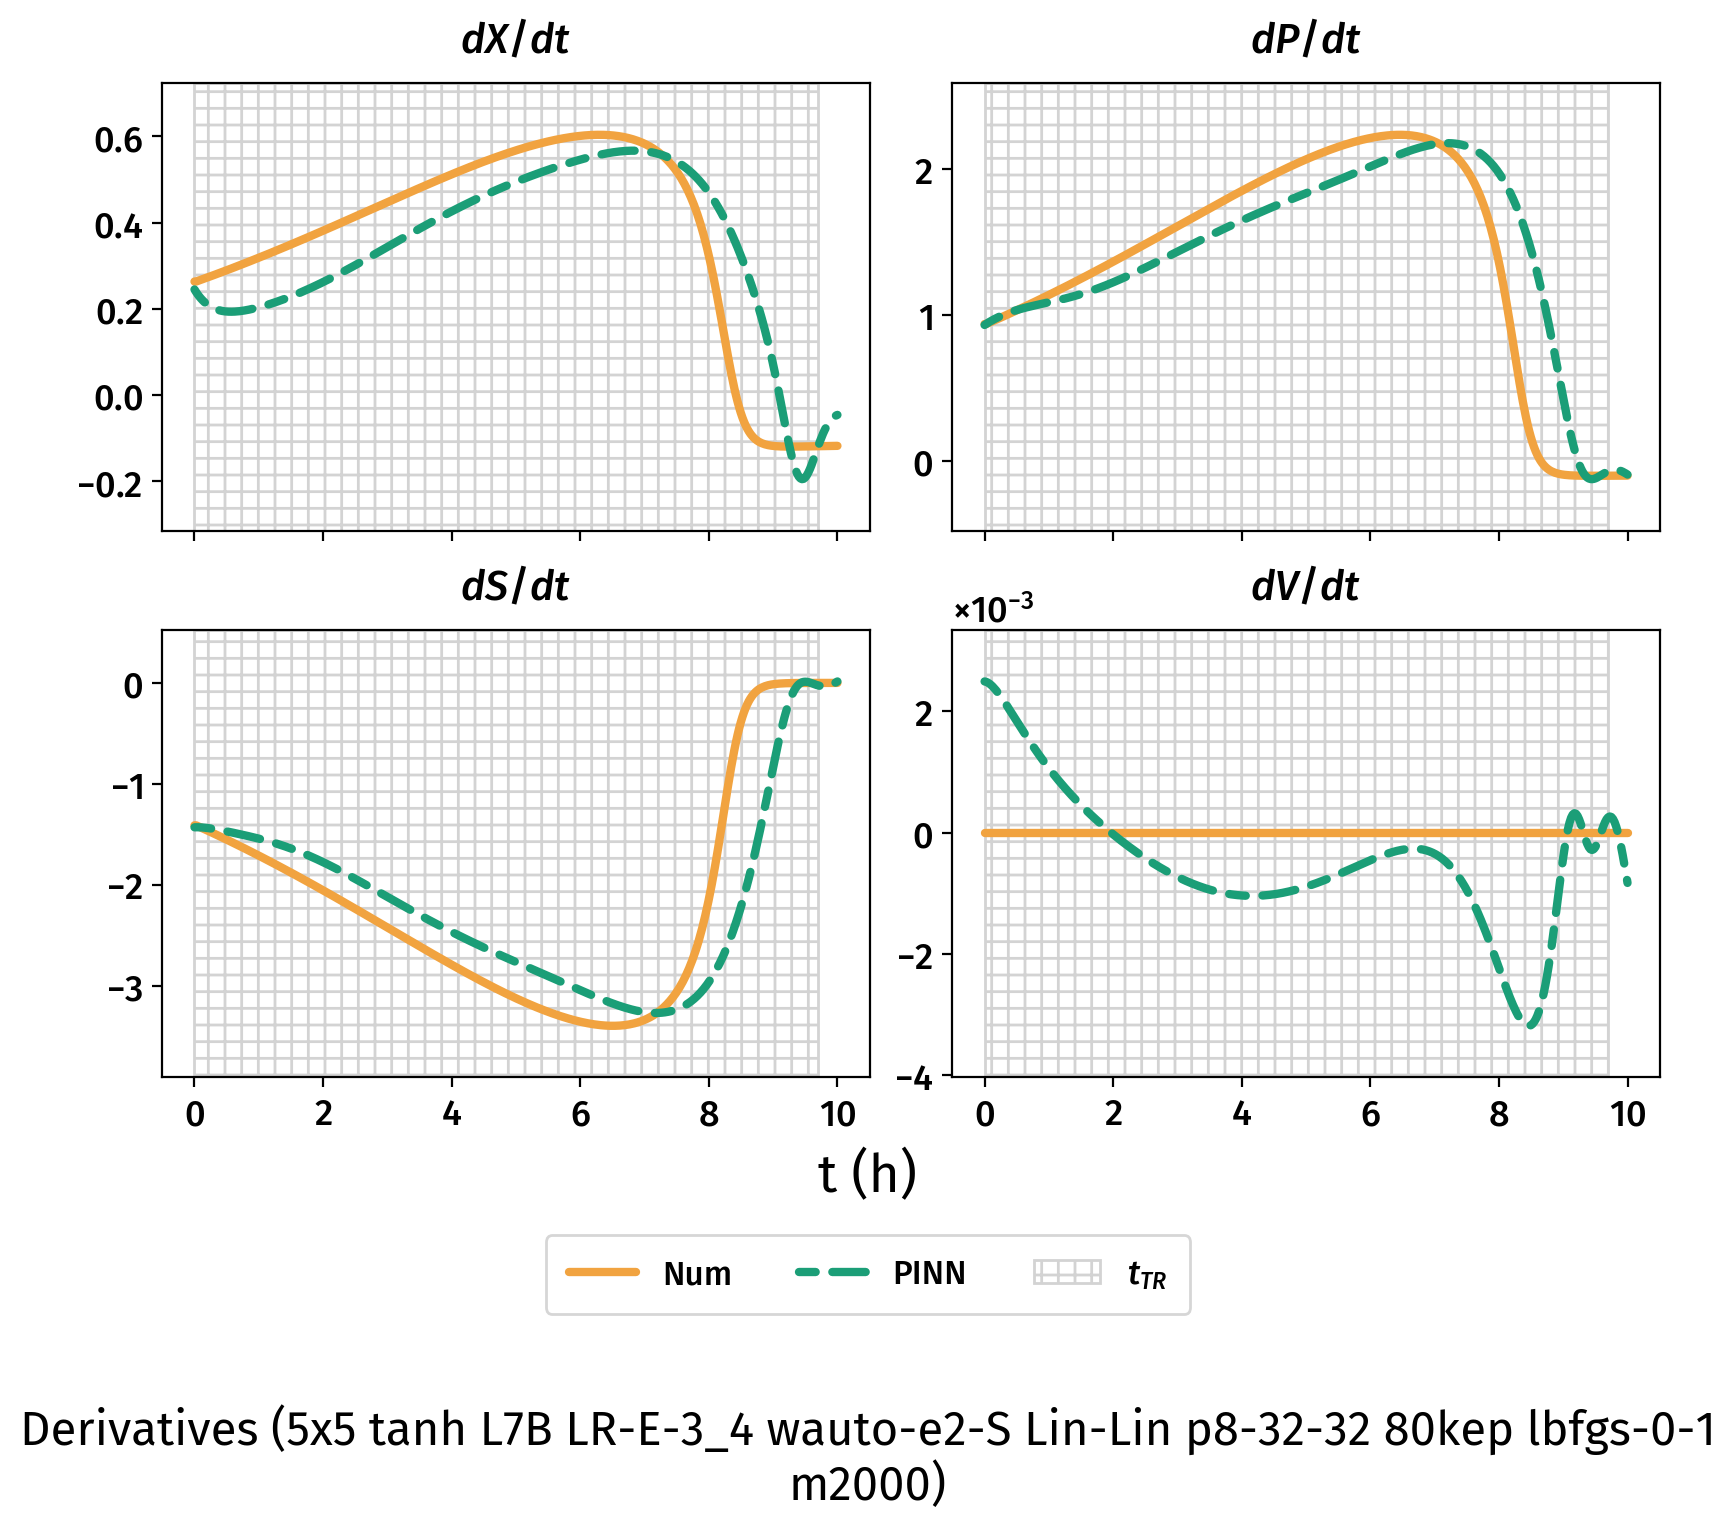 dX/dt
dP/dt
0.6
0.4
0.2
0.0
−0.2
2
1
0
dS/dt
dV/dt
×10⁻³
0
−1
−2
−3
2
0
−2
−4
0 2 4 6 8 10
0 2 4 6 8 10
t (h)
Num PINN t_TR
Derivatives (5x5 tanh L7B LR-E-3_4 wauto-e2-S Lin-Lin p8-32-32 80kep lbfgs-0-1
m2000)